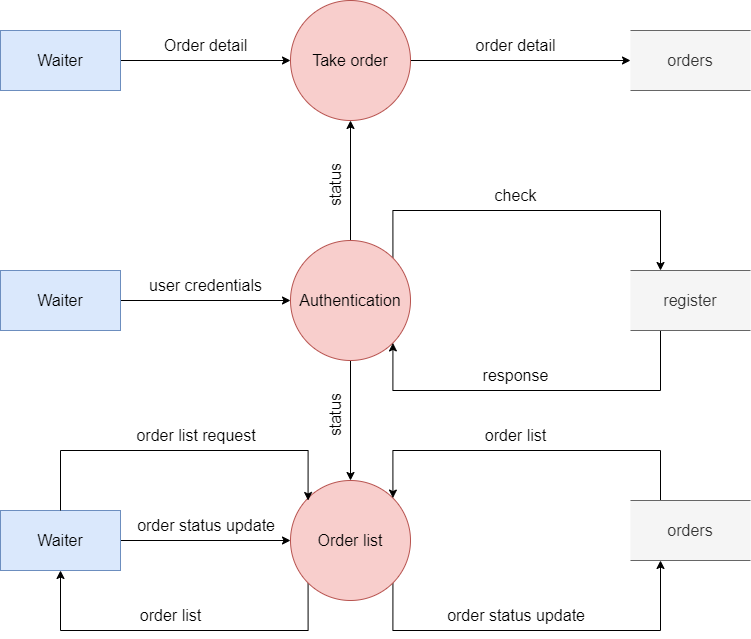 Order detail
order detail
Waiter
Take order
orders
status
check
user credentials
Waiter
Authentication
register
response
status
order list request
order list
order status update
Waiter
Order list
orders
order list
order status update